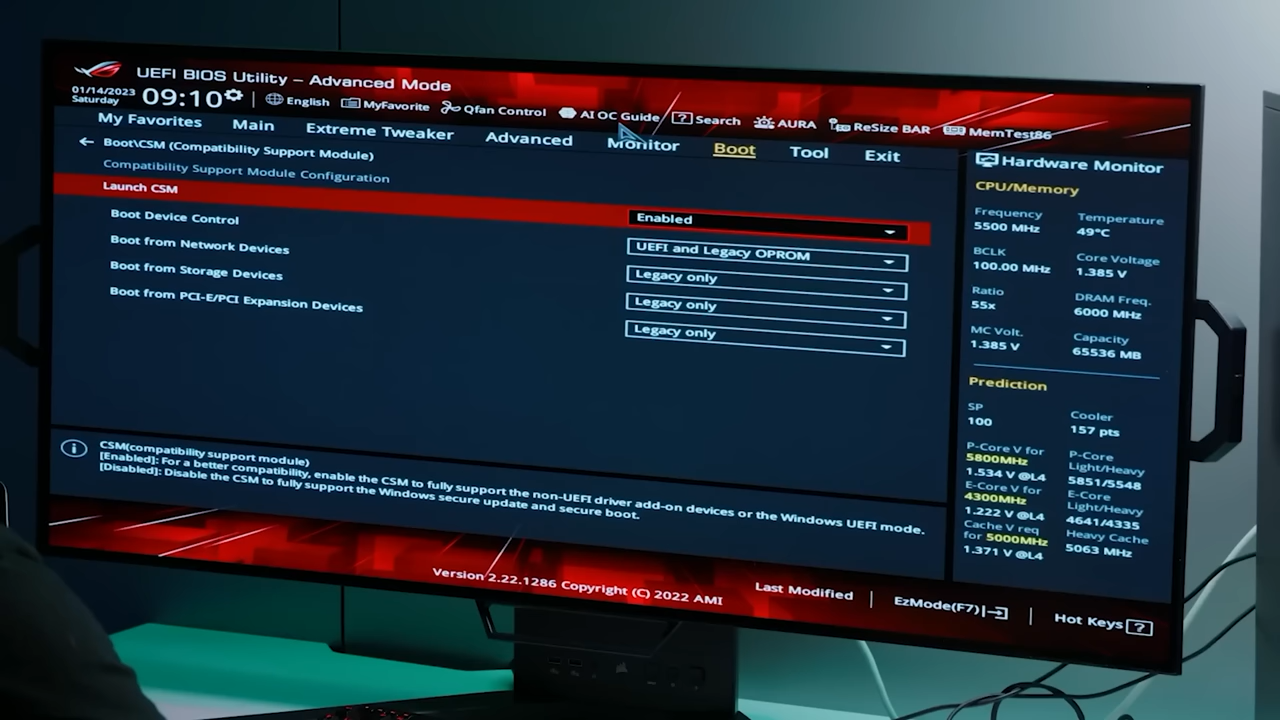 UEFI BIOS Utility – Advanced Mode
01/14/2023
Saturday
09:10
English
MyFavorite
Qfan Control
AI OC Guide
Search
AURA
ReSize BAR
MemTest86
My Favorites
Main
Extreme Tweaker
Advanced
Monitor
Boot
Tool
Exit
Boot\CSM (Compatibility Support Module)
Compatibility Support Module Configuration
Launch CSM
Enabled
Boot Device Control
UEFI and Legacy OPROM
Boot from Network Devices
Legacy only
Boot from Storage Devices
Legacy only
Boot from PCI-E/PCI Expansion Devices
Legacy only
CSM(compatibility support module)
[Enabled]: For a better compatibility, enable the CSM to fully support the non-UEFI driver add-on devices or the Windows UEFI mode.
[Disabled]: Disable the CSM to fully support the Windows secure update and secure boot.
Hardware Monitor
CPU/Memory
Frequency
5500 MHz
Temperature
49°C
BCLK
100.00 MHz
Core Voltage
1.385 V
Ratio
55x
DRAM Freq.
6000 MHz
MC Volt.
1.385 V
Capacity
65536 MB
Prediction
SP
100
Cooler
157 pts
P-Core V for
5800MHz
1.534 V @L4
P-Core
Light/Heavy
5851/5548
E-Core V for
4300MHz
1.222 V @L4
E-Core
Light/Heavy
4641/4335
Cache V req
for 5000MHz
1.371 V @L4
Heavy Cache
5063 MHz
Version 2.22.1286 Copyright (C) 2022 AMI
Last Modified
EzMode(F7)
Hot Keys ?